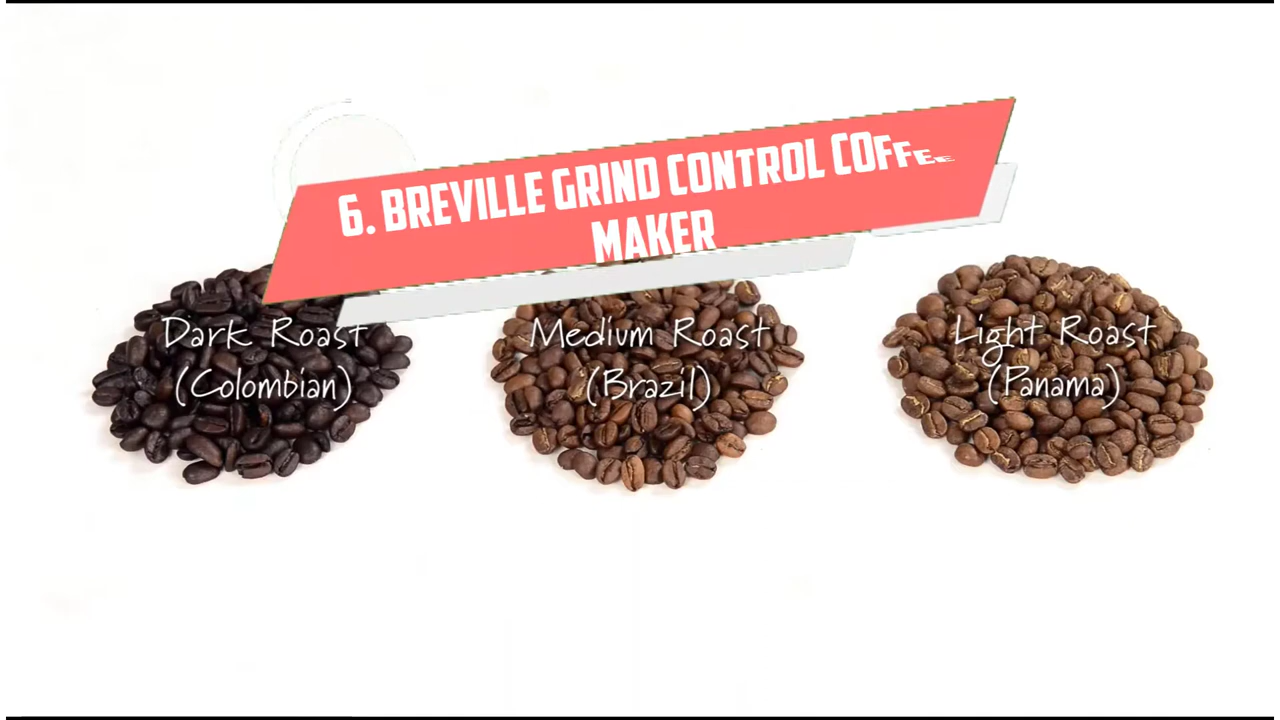 6. BREVILLE GRIND CONTROL COFFEE
MAKER
Dark Roast
(Colombian)
Medium Roast
(Brazil)
Light Roast
(Panama)